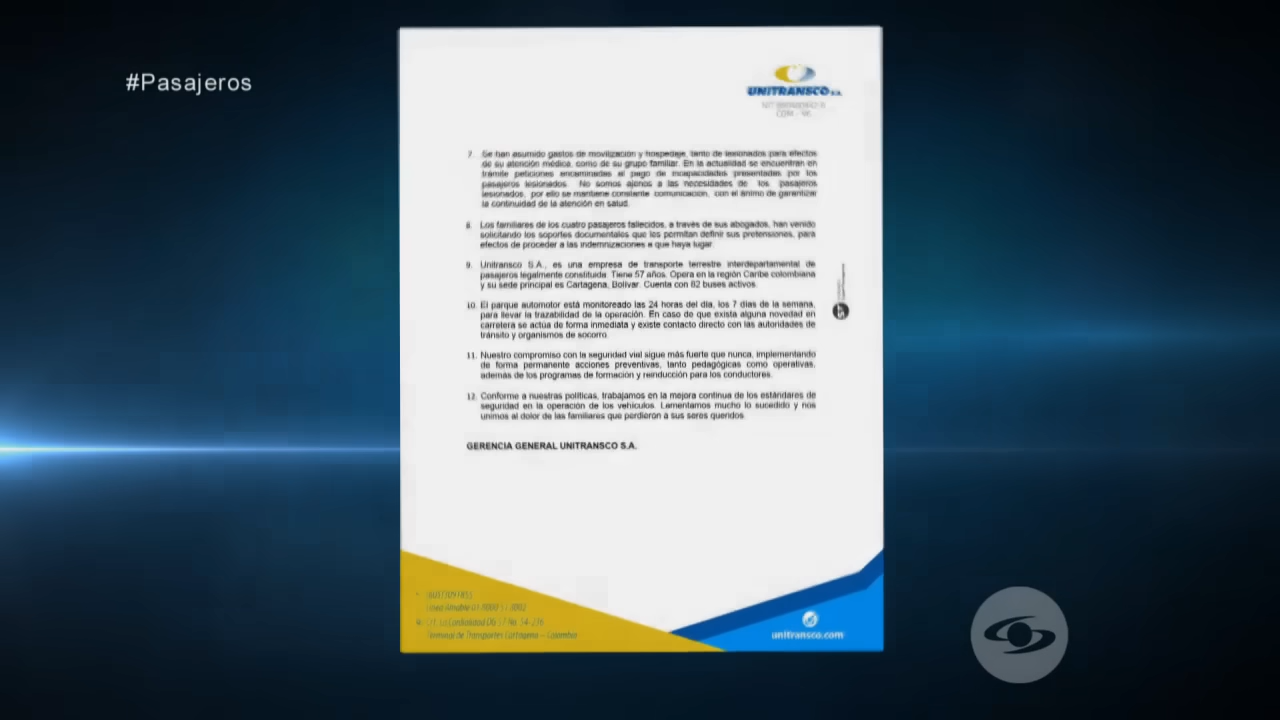 #Pasajeros
UNITRANSCO S.A.
7. Se han asumido gastos de movilización y hospedaje, tanto de lesionados para efectos
de su atención médica, como de su grupo familiar. En la actualidad se encuentran en
trámite peticiones encaminadas al pago de incapacidades presentadas por los
pasajeros lesionados. No somos ajenos a las necesidades de los pasajeros
lesionados, por ello se mantiene constante comunicación, con el ánimo de garantizar
la continuidad de la atención en salud.
8. Los familiares de los cuatro pasajeros fallecidos, a través de sus abogados, han venido
solicitando los soportes documentales que les permitan definir sus pretensiones, para
efectos de proceder a las indemnizaciones a que haya lugar.
9. Unitransco S.A., es una empresa de transporte terrestre interdepartamental de
pasajeros legalmente constituida. Tiene 57 años. Opera en la región Caribe colombiana
y su sede principal es Cartagena, Bolívar. Cuenta con 82 buses activos.
10. El parque automotor está monitoreado las 24 horas del día, los 7 días de la semana,
para llevar la trazabilidad de la operación. En caso de que exista alguna novedad en
carretera se actúa de forma inmediata y existe contacto directo con las autoridades de
tránsito y organismos de socorro.
11. Nuestro compromiso con la seguridad vial sigue más fuerte que nunca, implementando
de forma permanente acciones preventivas, tanto pedagógicas como operativas,
además de los programas de formación y reinducción para los conductores.
12. Conforme a nuestras políticas, trabajamos en la mejora continua de los estándares de
seguridad en la operación de los vehículos. Lamentamos mucho lo sucedido y nos
unimos al dolor de las familiares que perdieron a sus seres queridos.
GERENCIA GENERAL UNITRANSCO S.A.
Terminal de Transportes Cartagena – Colombia
unitransco.com